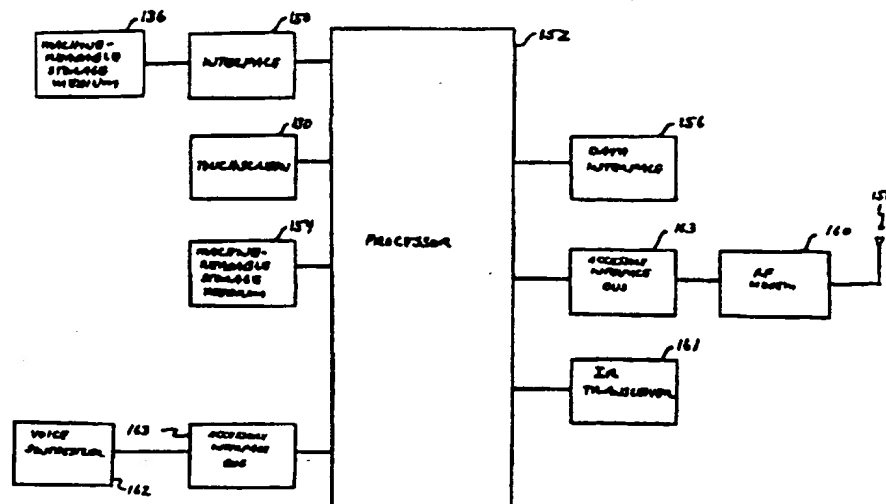 136
MACHINE-
READABLE
STORAGE
MEDIUM
150
INTERFACE
130
TOUCHSCREEN
154
MACHINE-
READABLE
STORAGE
MEDIUM
163
VOICE
SYNTHESIZER
162
ACCESSORY
INTERFACE
BUS
PROCESSOR
152
156
DATA
INTERFACE
163
ACCESSORY
INTERFACE
BUS
160
RF
MODEM
161
IR
TRANSCEIVER